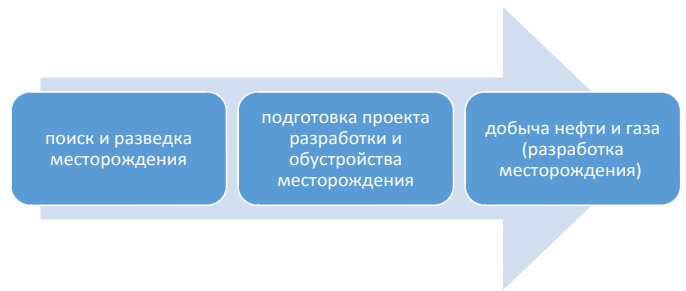 поиск и разведка
месторождения
подготовка проекта
разработки и
обустройства
месторождения
добыча нефти и газа
(разработка
месторождения)